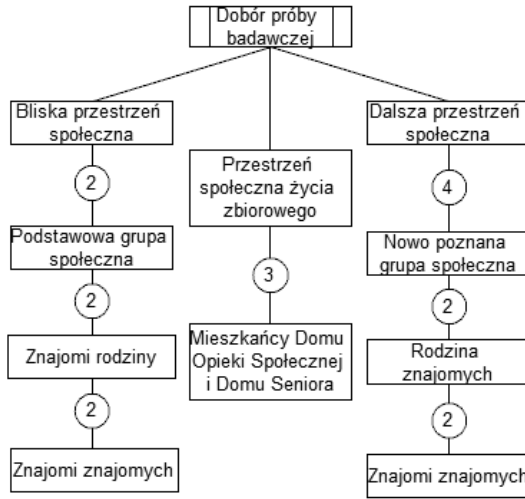 Dobór próby
badawczej
Bliska przestrzeń
społeczna
2
Podstawowa grupa
społeczna
2
Znajomi rodziny
2
Znajomi znajomych
Przestrzeń
społeczna życia
zbiorowego
3
Mieszkańcy Domu
Opieki Społecznej
i Domu Seniora
Dalsza przestrzeń
społeczna
4
Nowo poznana
grupa społeczna
2
Rodzina
znajomych
2
Znajomi znajomych